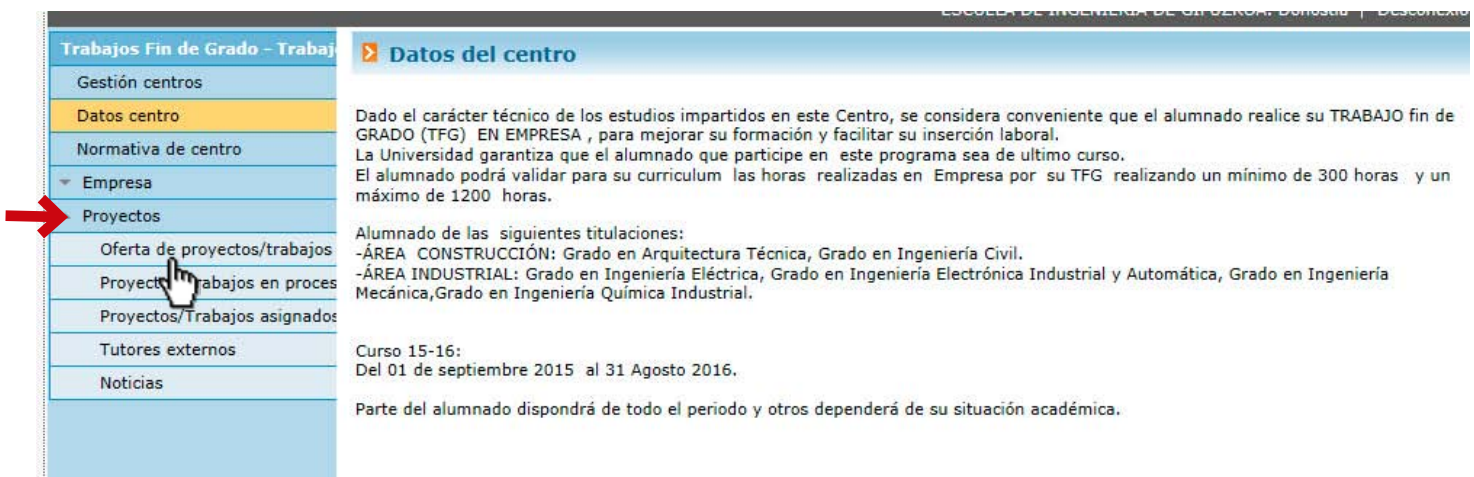 ESCUELA DE INGENIERÍA DE GIPUZKOA. Donostia | Desconexió
Trabajos Fin de Grado - Trabaj
Gestión centros
Datos centro
Normativa de centro
Empresa
Proyectos
Oferta de proyectos/trabajos
Proyect rabajos en proces
Proyectos/Trabajos asignados
Tutores externos
Noticias
Datos del centro
Dado el carácter técnico de los estudios impartidos en este Centro, se considera conveniente que el alumnado realice su TRABAJO fin de
GRADO (TFG) EN EMPRESA , para mejorar su formación y facilitar su inserción laboral.
La Universidad garantiza que el alumnado que participe en este programa sea de ultimo curso.
El alumnado podrá validar para su curriculum las horas realizadas en Empresa por su TFG realizando un mínimo de 300 horas y un
máximo de 1200 horas.
Alumnado de las siguientes titulaciones:
-ÁREA CONSTRUCCIÓN: Grado en Arquitectura Técnica, Grado en Ingeniería Civil.
-ÁREA INDUSTRIAL: Grado en Ingeniería Eléctrica, Grado en Ingeniería Electrónica Industrial y Automática, Grado en Ingeniería
Mecánica,Grado en Ingeniería Química Industrial.
Curso 15-16:
Del 01 de septiembre 2015 al 31 Agosto 2016.
Parte del alumnado dispondrá de todo el periodo y otros dependerá de su situación académica.